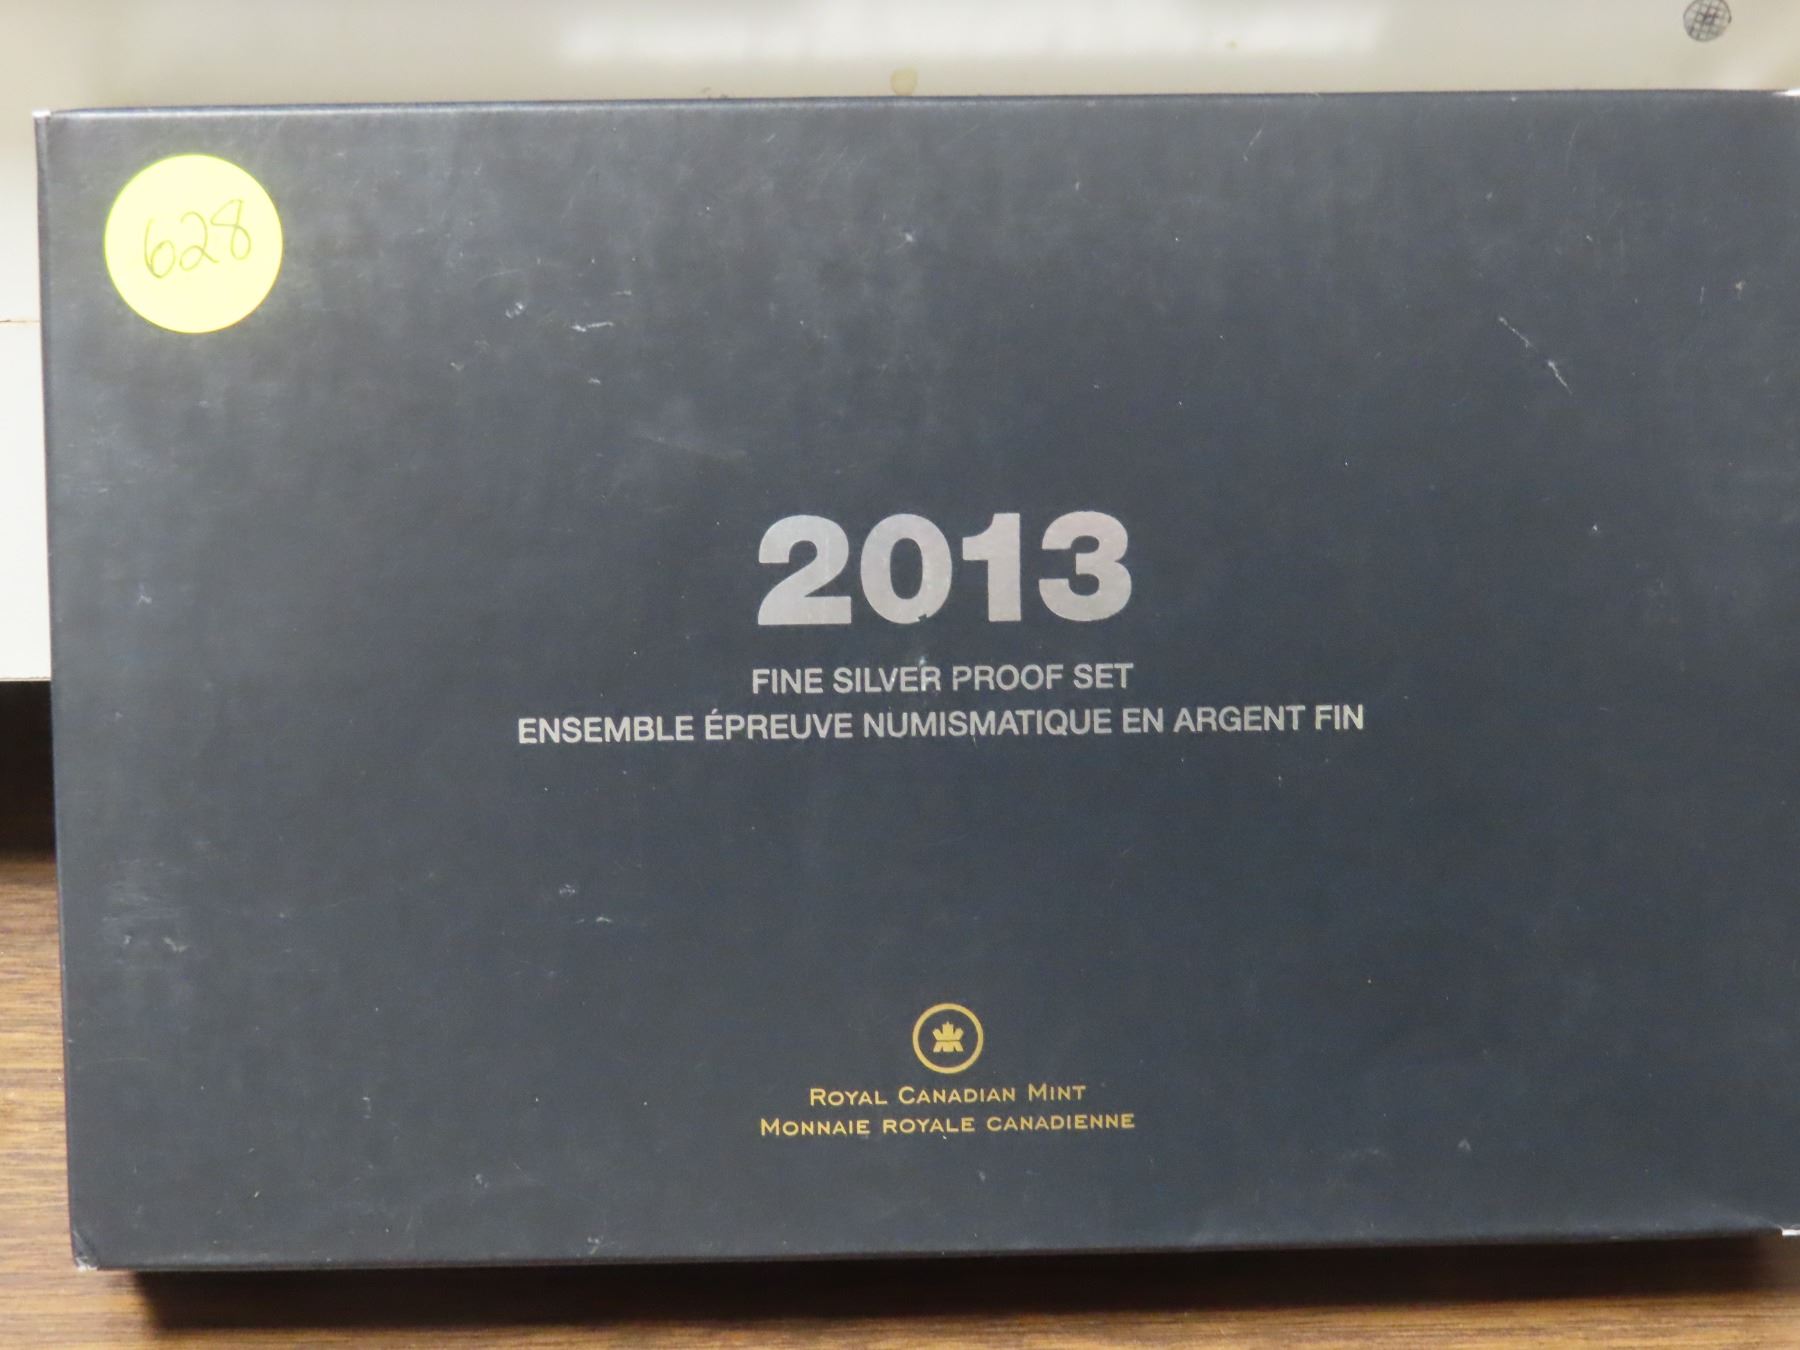 628
2013
FINE SILVER PROOF SET
ENSEMBLE ÉPREUVE NUMISMATIQUE EN ARGENT FIN
ROYAL CANADIAN MINT
MONNAIE ROYALE CANADIENNE